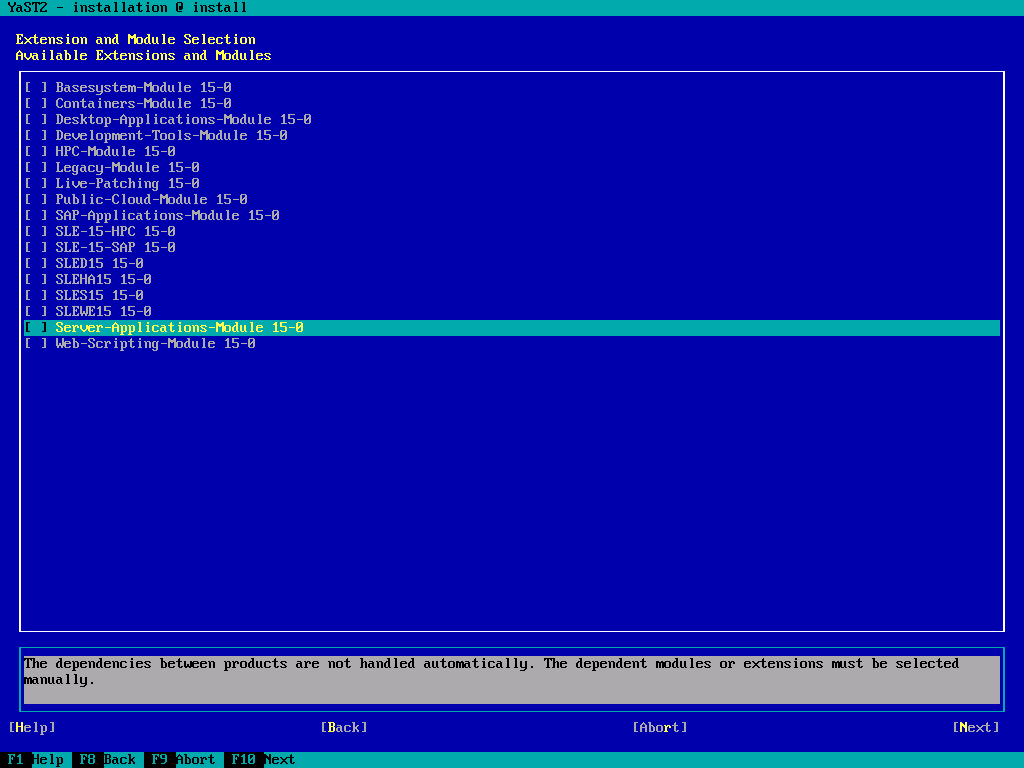 YaST2 - installation @ install
Extension and Module Selection
Available Extensions and Modules
[ ] Basesystem-Module 15-0
[ ] Containers-Module 15-0
[ ] Desktop-Applications-Module 15-0
[ ] Development-Tools-Module 15-0
[ ] HPC-Module 15-0
[ ] Legacy-Module 15-0
[ ] Live-Patching 15-0
[ ] Public-Cloud-Module 15-0
[ ] SAP-Applications-Module 15-0
[ ] SLE-15-HPC 15-0
[ ] SLE-15-SAP 15-0
[ ] SLED15 15-0
[ ] SLEHA15 15-0
[ ] SLES15 15-0
[ ] SLEWE15 15-0
[ ] Server-Applications-Module 15-0
[ ] Web-Scripting-Module 15-0
The dependencies between products are not handled automatically. The dependent modules or extensions must be selected
manually.
[Help] [Back] [Abort] [Next]
F1 Help F8 Back F9 Abort F10 Next